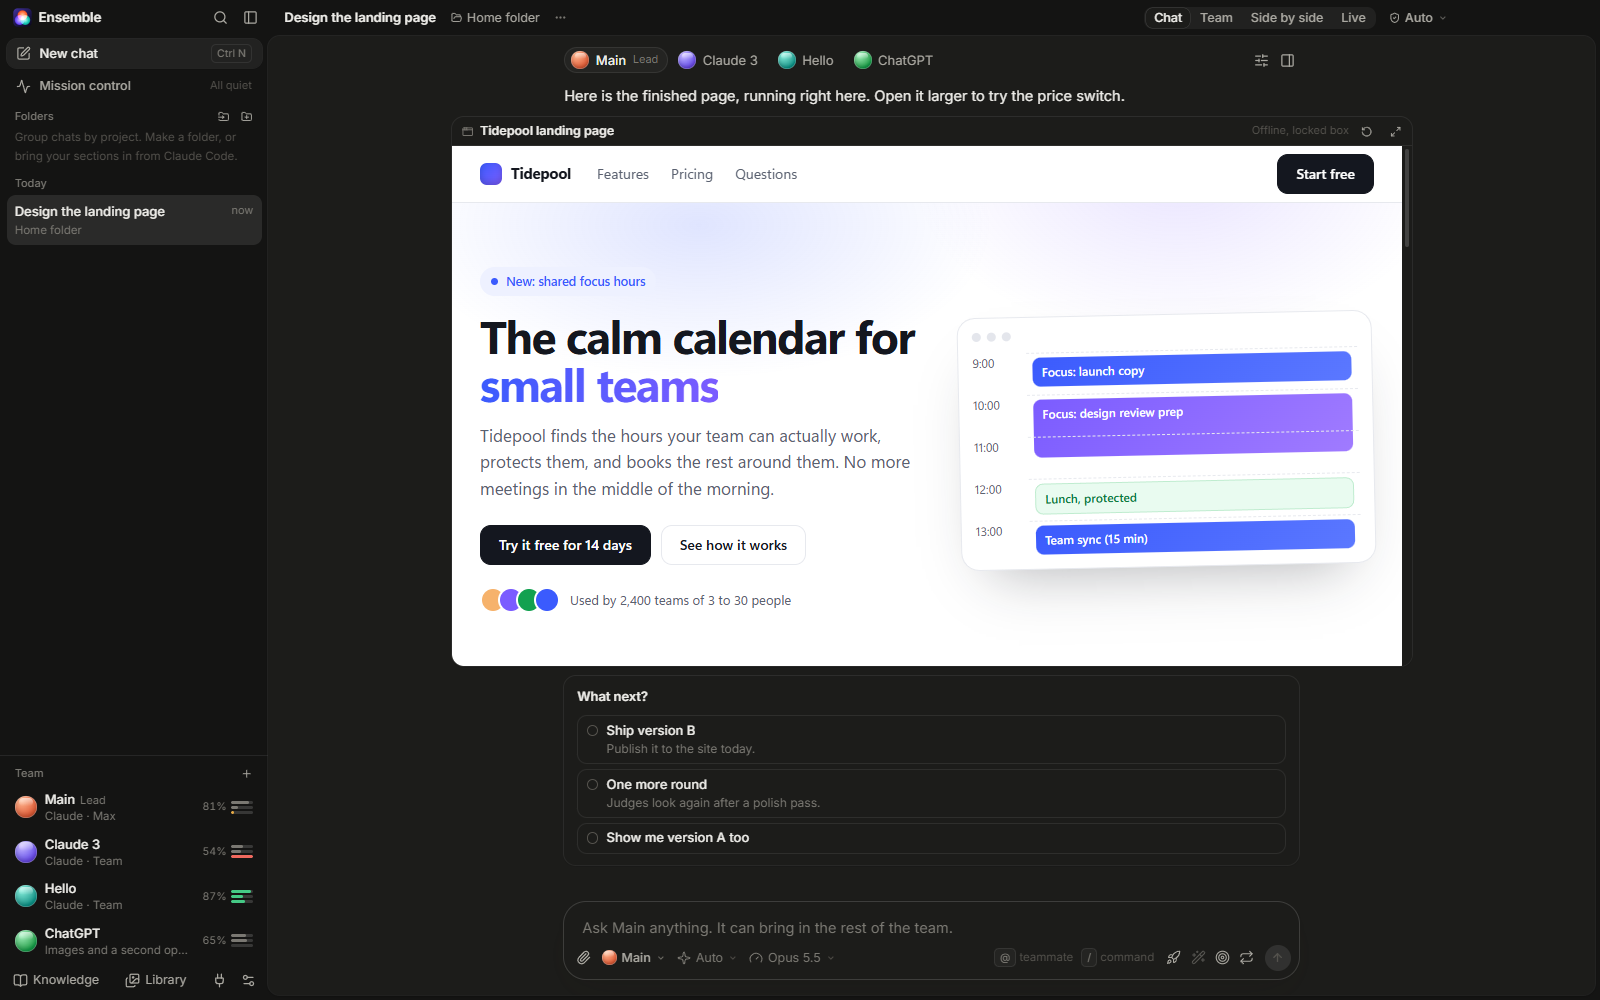 Ensemble
New chat
Ctrl N
Mission control
All quiet
Folders
Group chats by project. Make a folder, or
bring your sections in from Claude Code.
Today
Design the landing page
now
Home folder
Team
Main Lead
Claude · Max
81%
Claude 3
Claude · Team
54%
Hello
Claude · Team
87%
ChatGPT
Images and a second op...
65%
Knowledge
Library
Design the landing page
Home folder
Chat
Team
Side by side
Live
Auto
Main Lead
Claude 3
Hello
ChatGPT
Here is the finished page, running right here. Open it larger to try the price switch.
Tidepool landing page
Offline, locked box
Tidepool
Features
Pricing
Questions
Start free
New: shared focus hours
The calm calendar for
small teams
Tidepool finds the hours your team can actually work,
protects them, and books the rest around them. No more
meetings in the middle of the morning.
Try it free for 14 days
See how it works
Used by 2,400 teams of 3 to 30 people
9:00
Focus: launch copy
10:00
Focus: design review prep
11:00
12:00
Lunch, protected
13:00
Team sync (15 min)
What next?
Ship version B
Publish it to the site today.
One more round
Judges look again after a polish pass.
Show me version A too
Ask Main anything. It can bring in the rest of the team.
Main
Auto
Opus 5.5
@ teammate
/ command